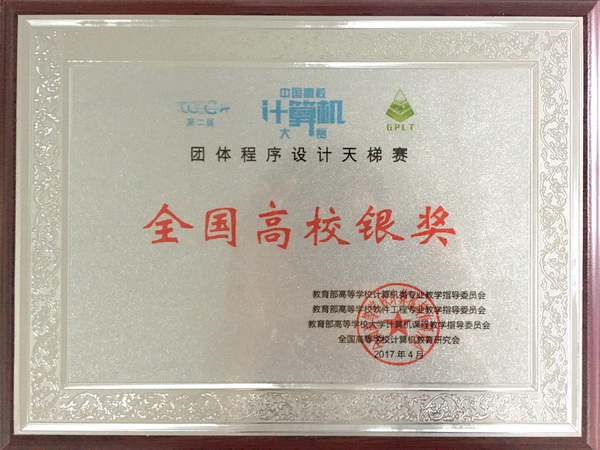 中国高校
计算机
大赛
第二届
GPLT
团体程序设计天梯赛
全国高校银奖
教育部高等学校计算机类专业教学指导委员会
教育部高等学校软件工程专业教学指导委员会
教育部高等学校大学计算机课程教学指导委员会
全国高等学校计算机教育研究会
2017年4月